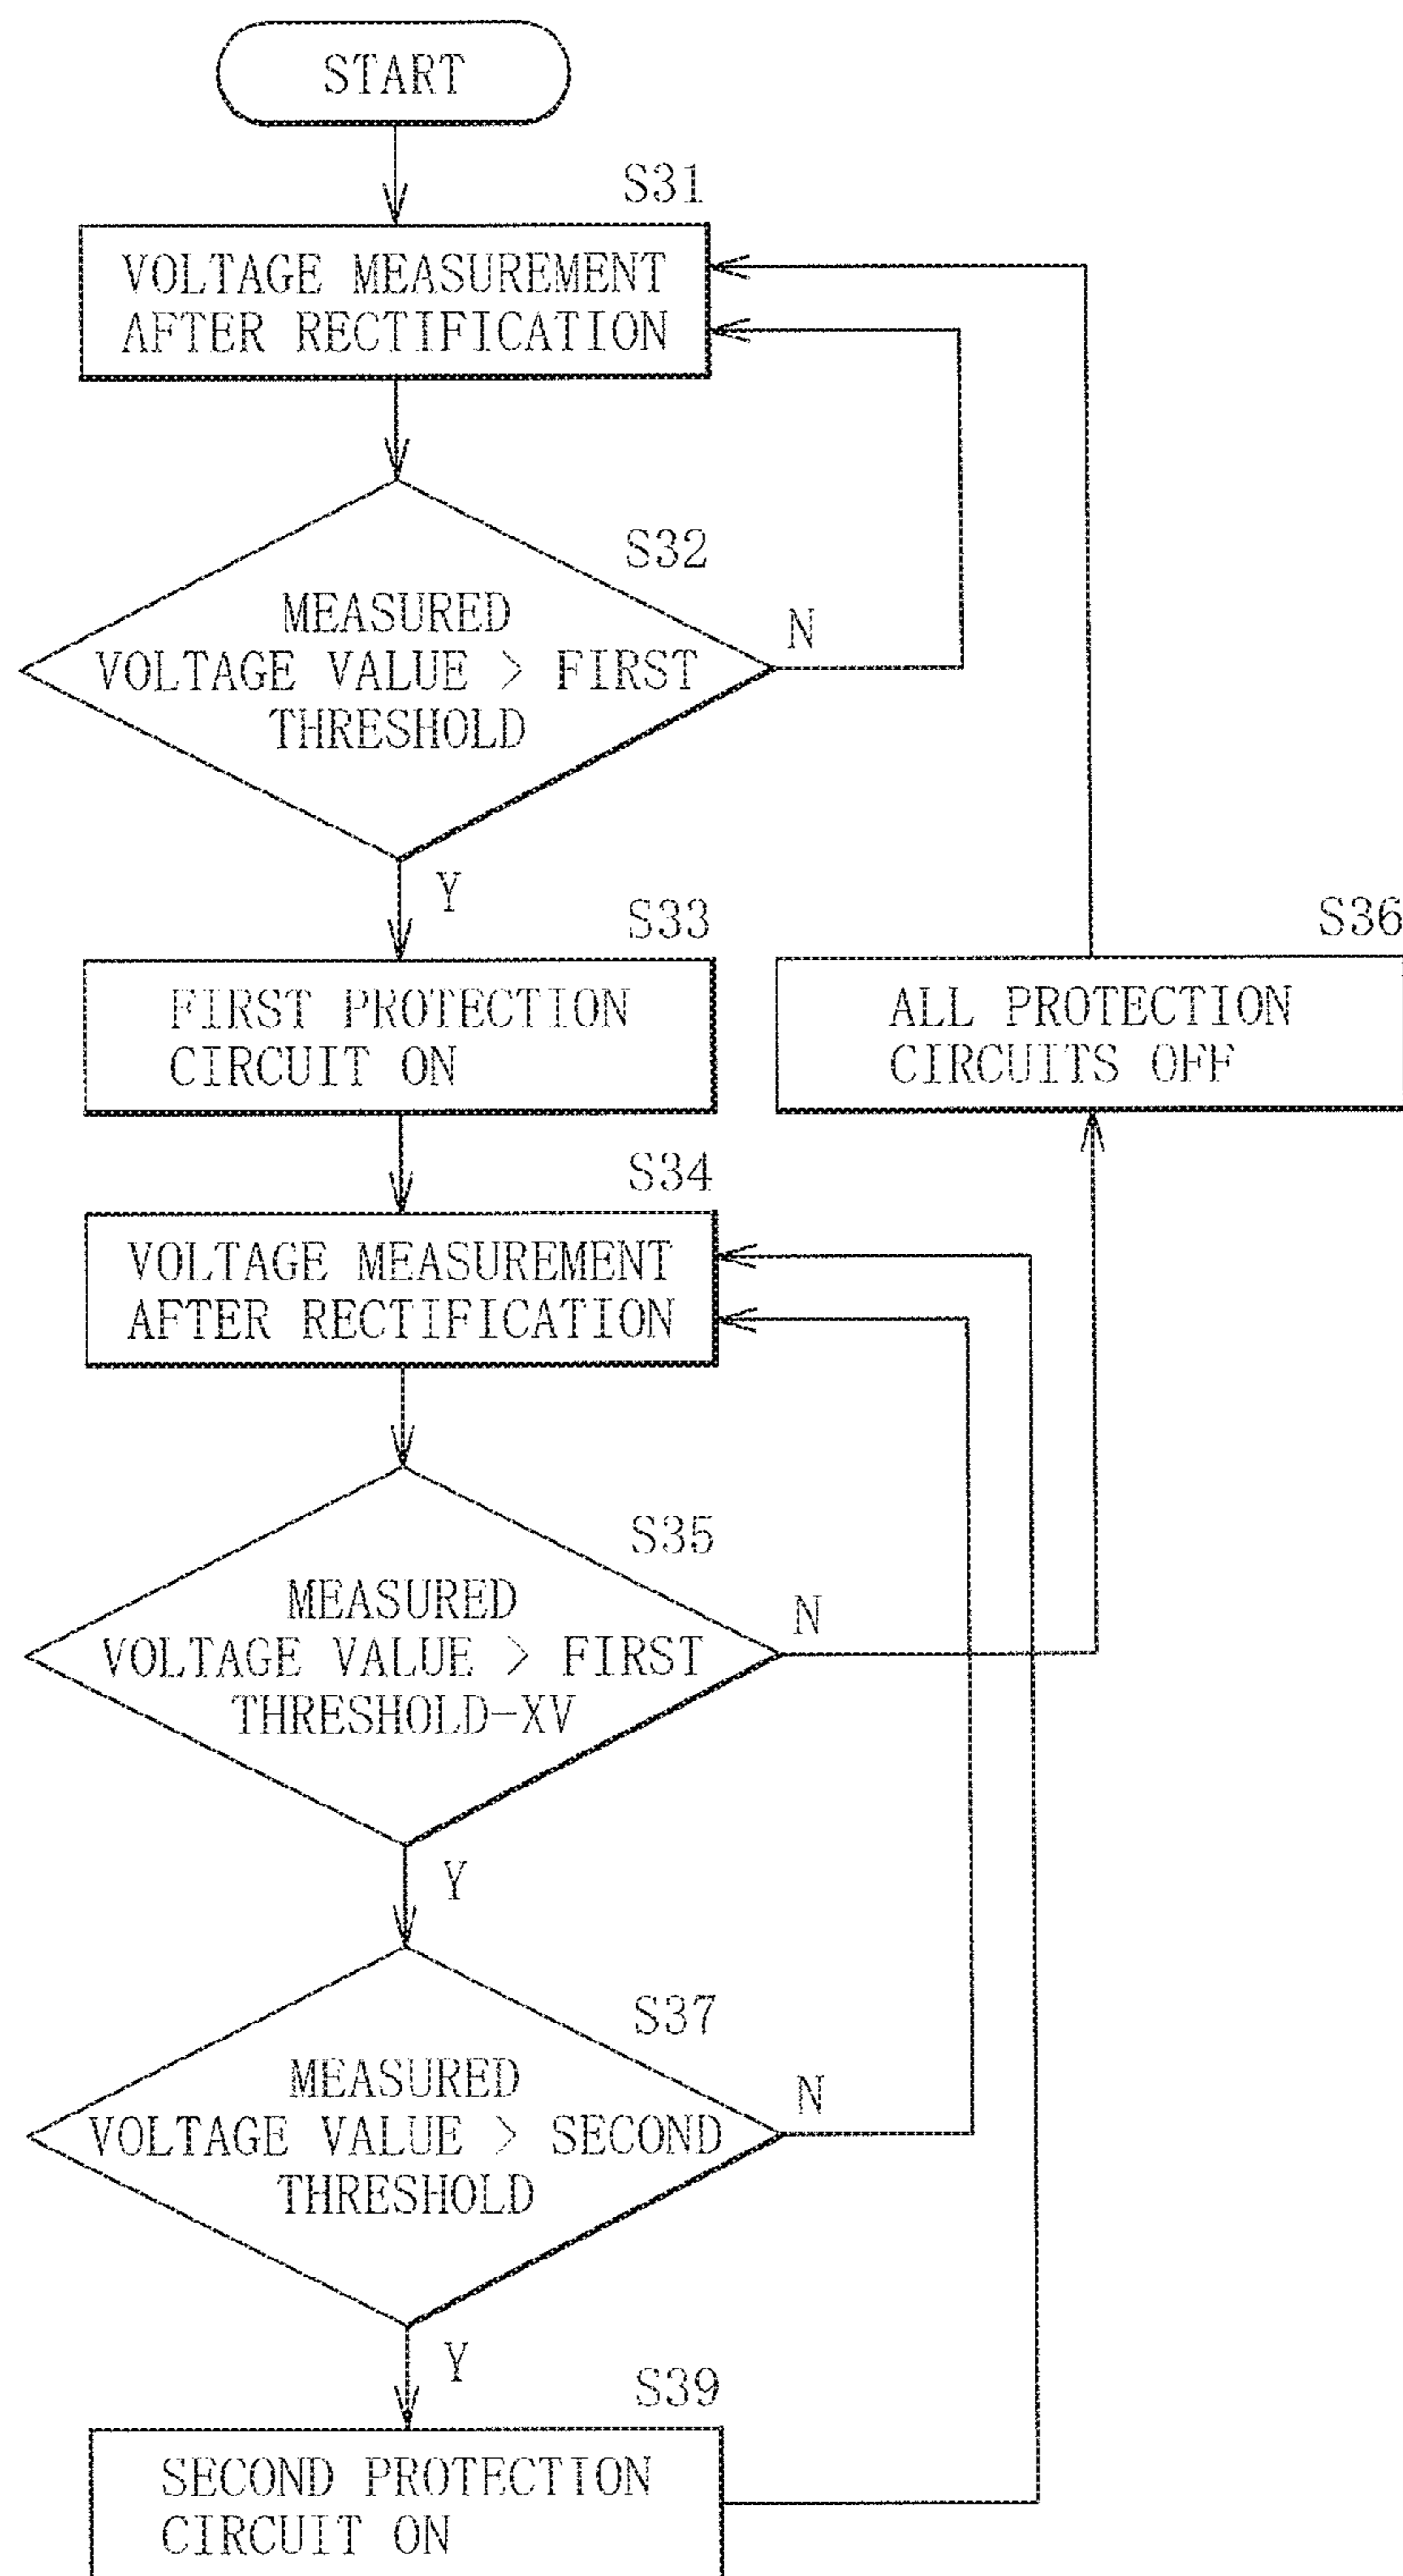 START
S31
VOLTAGE MEASUREMENT
AFTER RECTIFICATION
S32
MEASURED
VOLTAGE VALUE > FIRST
THRESHOLD
N
Y
S33
FIRST PROTECTION
CIRCUIT ON
S36
ALL PROTECTION
CIRCUITS OFF
S34
VOLTAGE MEASUREMENT
AFTER RECTIFICATION
S35
MEASURED
VOLTAGE VALUE > FIRST
THRESHOLD-XV
N
Y
S37
MEASURED
VOLTAGE VALUE > SECOND
THRESHOLD
N
Y
S39
SECOND PROTECTION
CIRCUIT ON